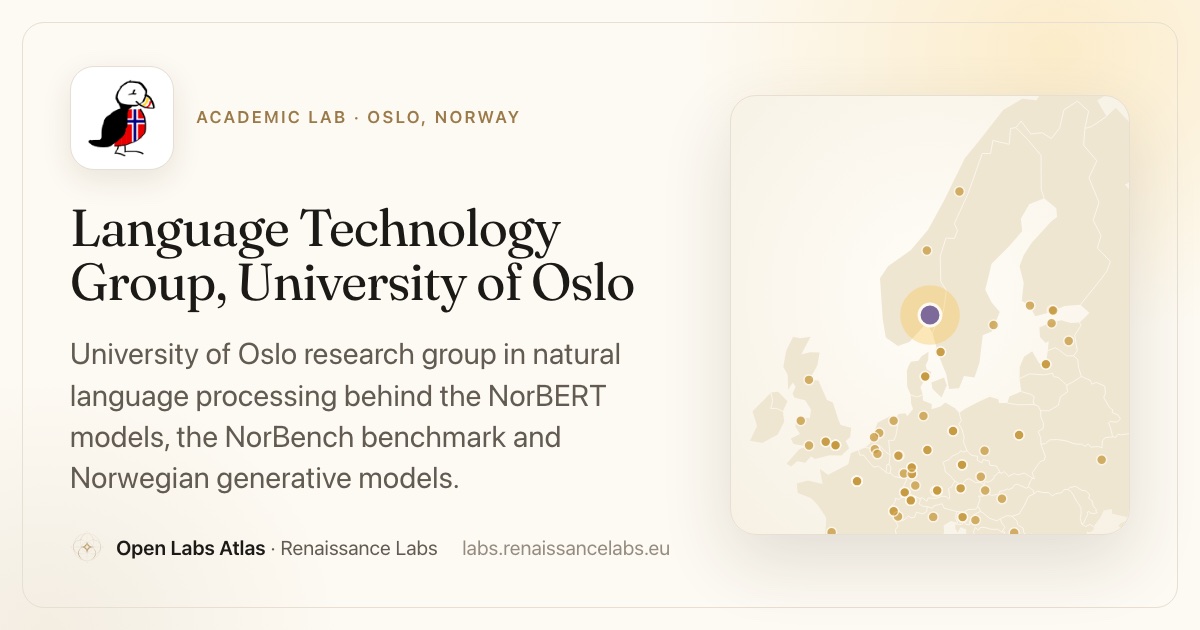 ACADEMIC LAB · OSLO, NORWAY
Language Technology
Group, University of Oslo
University of Oslo research group in natural
language processing behind the NorBERT
models, the NorBench benchmark and
Norwegian generative models.
Open Labs Atlas · Renaissance Labs labs.renaissancelabs.eu